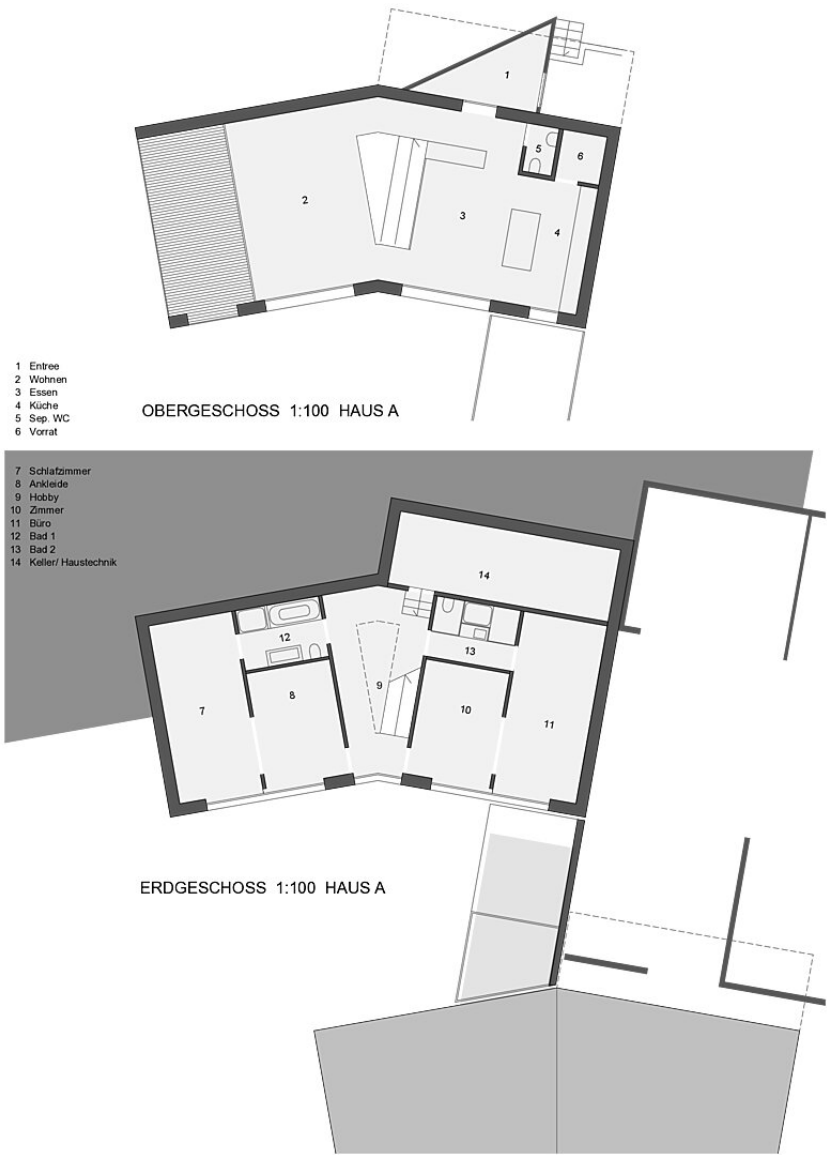 1
5
6
2
3
4
1 Entree
2 Wohnen
3 Essen
4 Küche
5 Sep. WC
6 Vorrat
OBERGESCHOSS 1:100 HAUS A
7 Schlafzimmer
8 Ankleide
9 Hobby
10 Zimmer
11 Büro
12 Bad 1
13 Bad 2
14 Keller/ Haustechnik
14
12
13
9
8
7
10
11
ERDGESCHOSS 1:100 HAUS A